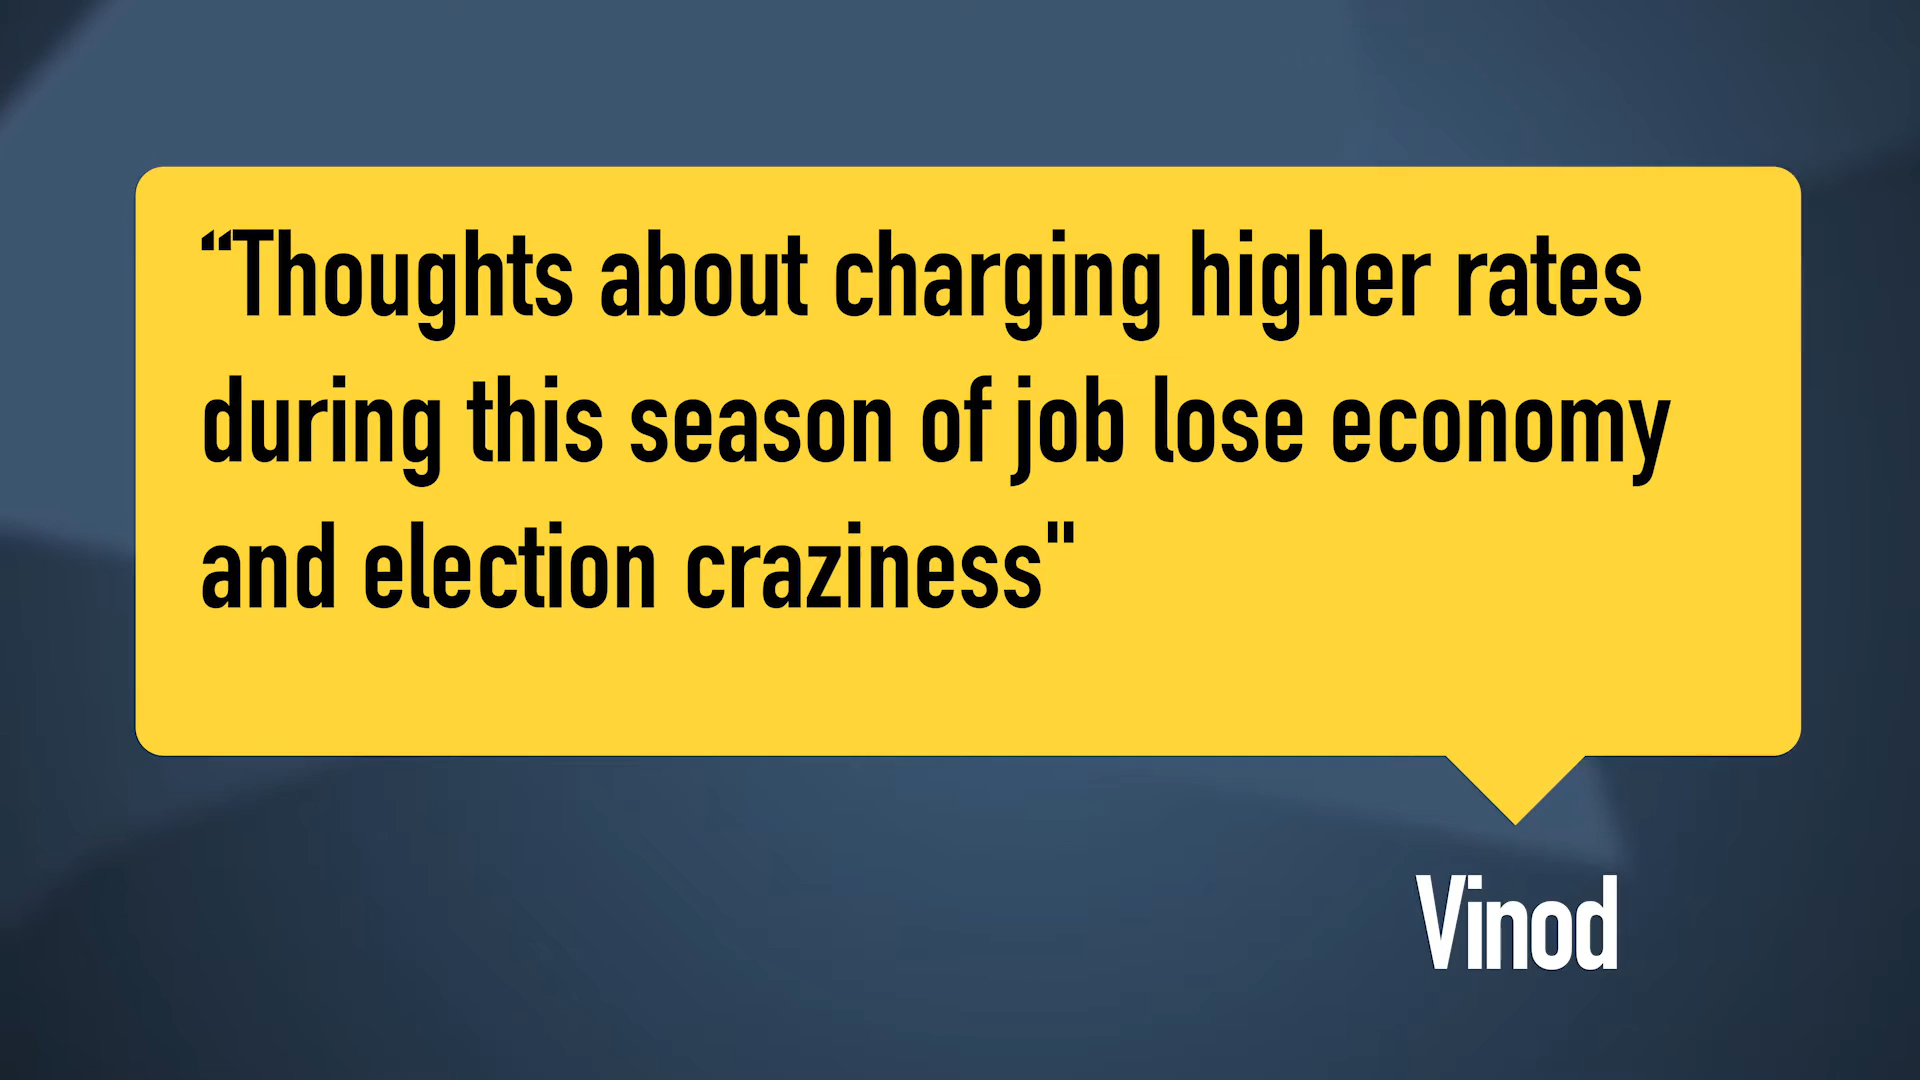 “Thoughts about charging higher rates
during this season of job lose economy
and election craziness"
Vinod